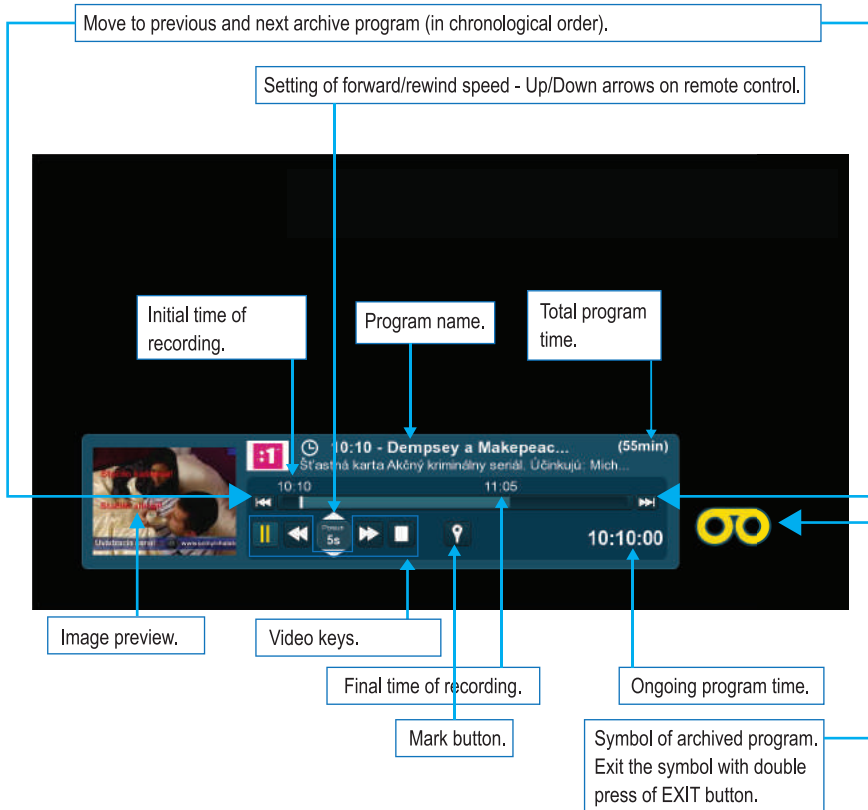 Move to previous and next archive program (in chronological order).
Setting of forward/rewind speed - Up/Down arrows on remote control.
Initial time of
recording.
Program name.
Total program
time.
:1
10:10 - Dempsey a Makepeac...
(55min)
Šťastná karta Akčný kriminálny seriál. Účinkujú: Mich...
10:10
11:05
Posun
5s
10:10:00
Image preview.
Video keys.
Final time of recording.
Ongoing program time.
Mark button.
Symbol of archived program.
Exit the symbol with double
press of EXIT button.